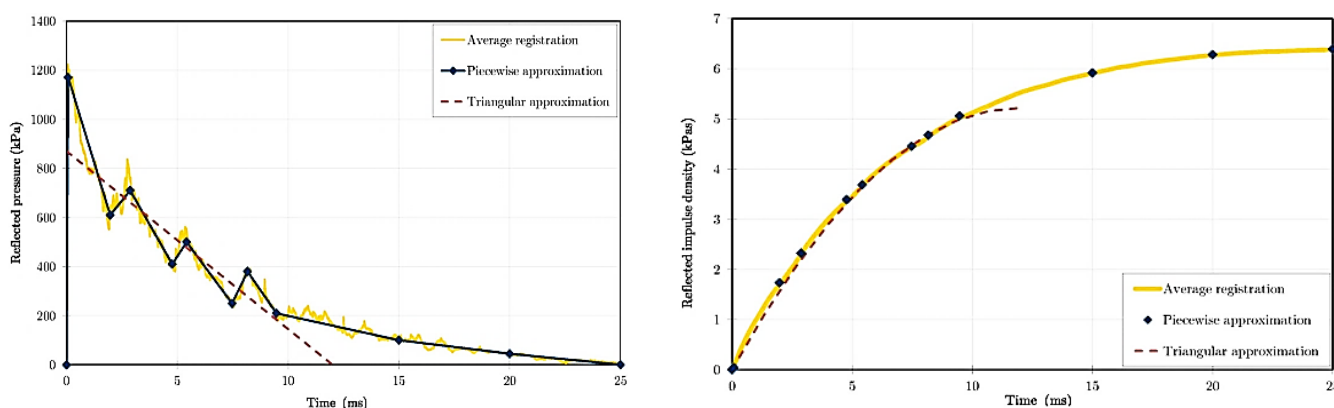 1400
1200
1000
800
600
400
200
0
Reflected pressure (kPa)
Average registration
Piecewise approximation
Triangular approximation
0
5
10
15
20
25
Time (ms)
7
6
5
4
3
2
1
0
Reflected impulse density (kPas)
Average registration
Piecewise approximation
Triangular approximation
0
5
10
15
20
25
Time (ms)